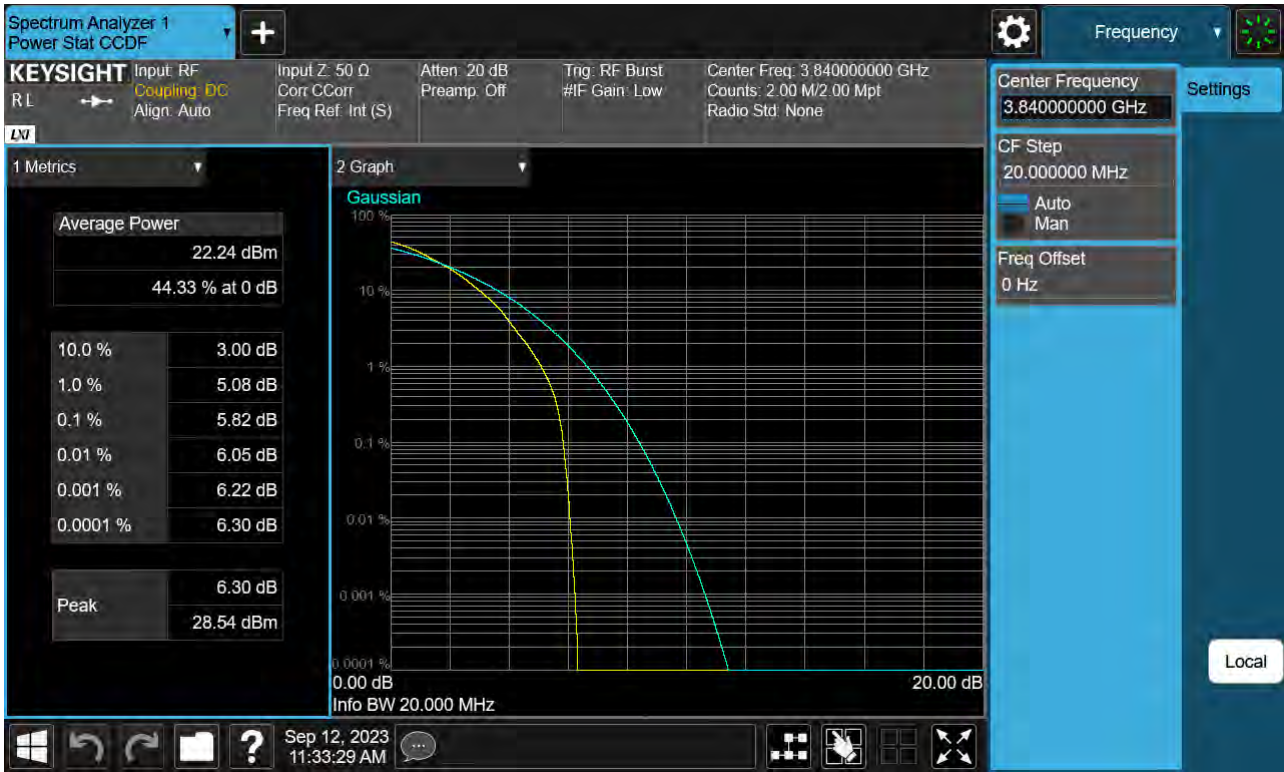 Spectrum Analyzer 1
Power Stat CCDF
+
Frequency
KEYSIGHT
R L
LXI
Input: RF
Coupling: DC
Align: Auto
Input Z: 50 Ω
Corr CCorr
Freq Ref: Int (S)
Atten: 20 dB
Preamp: Off
Trig: RF Burst
#IF Gain: Low
Center Freq: 3.840000000 GHz
Counts: 2.00 M/2.00 Mpt
Radio Std: None
Center Frequency
3.840000000 GHz
Settings
CF Step
20.000000 MHz
Auto
Man
Freq Offset
0 Hz
1 Metrics
Average Power
22.24 dBm
44.33 % at 0 dB
10.0 % 3.00 dB
1.0 % 5.08 dB
0.1 % 5.82 dB
0.01 % 6.05 dB
0.001 % 6.22 dB
0.0001 % 6.30 dB
Peak
6.30 dB
28.54 dBm
2 Graph
Gaussian
100 %
10 %
1 %
0.1 %
0.01 %
0.001 %
0.0001 %
0.00 dB 20.00 dB
Info BW 20.000 MHz
Local
?
Sep 12, 2023
11:33:29 AM